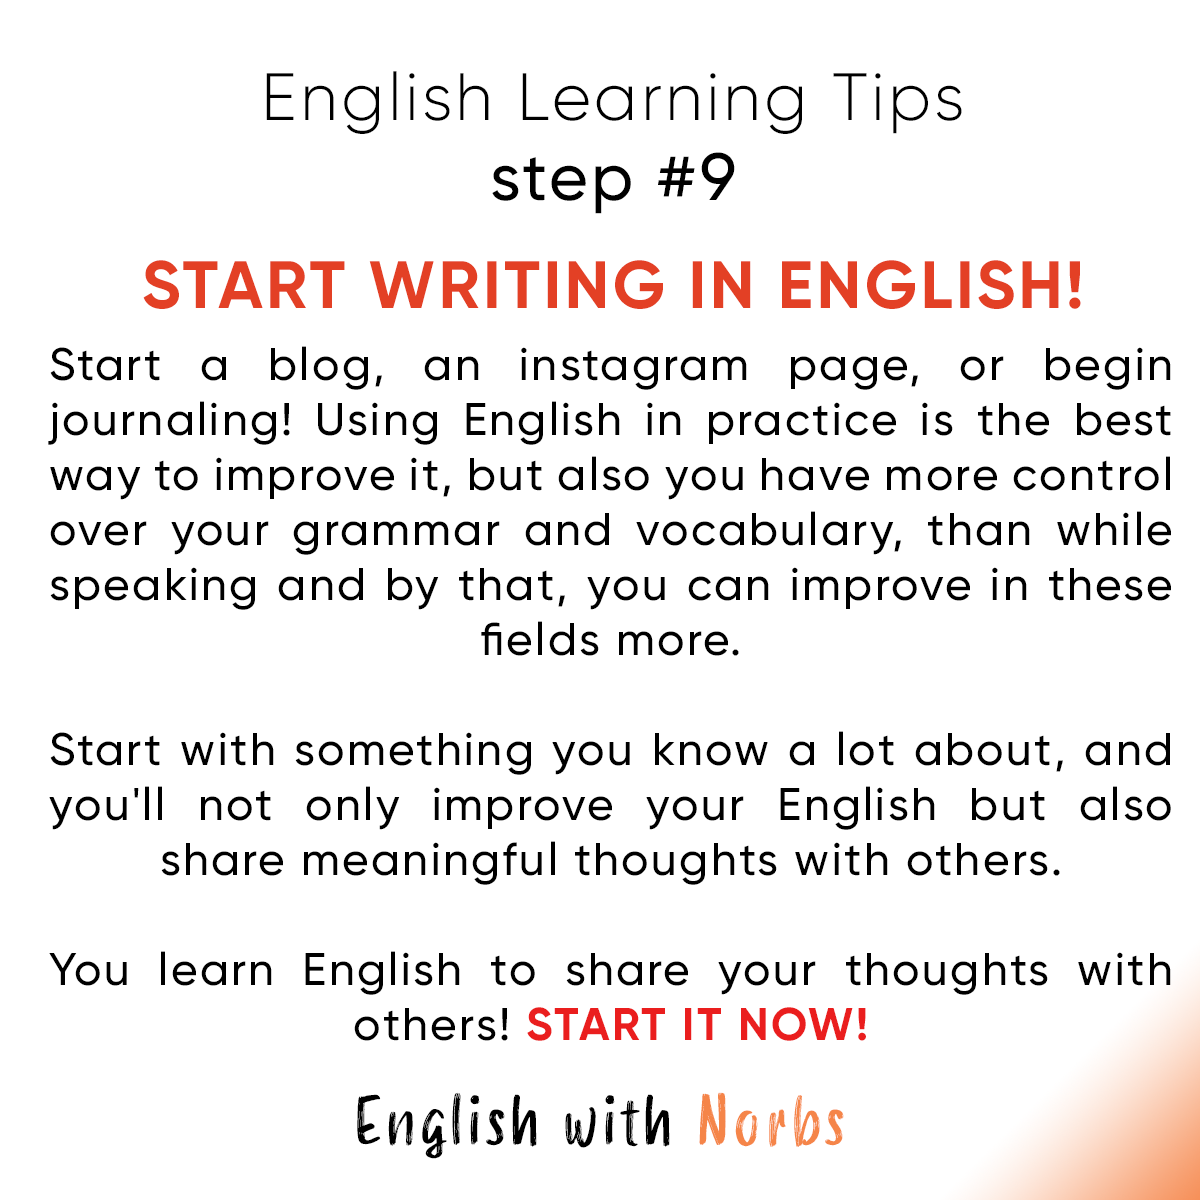 English Learning Tips
step #9
START WRITING IN ENGLISH!
Start a blog, an instagram page, or begin
journaling! Using English in practice is the best
way to improve it, but also you have more control
over your grammar and vocabulary, than while
speaking and by that, you can improve in these
fields more.
Start with something you know a lot about, and
you'll not only improve your English but also
share meaningful thoughts with others.
You learn English to share your thoughts with
others! START IT NOW!
English with Norbs